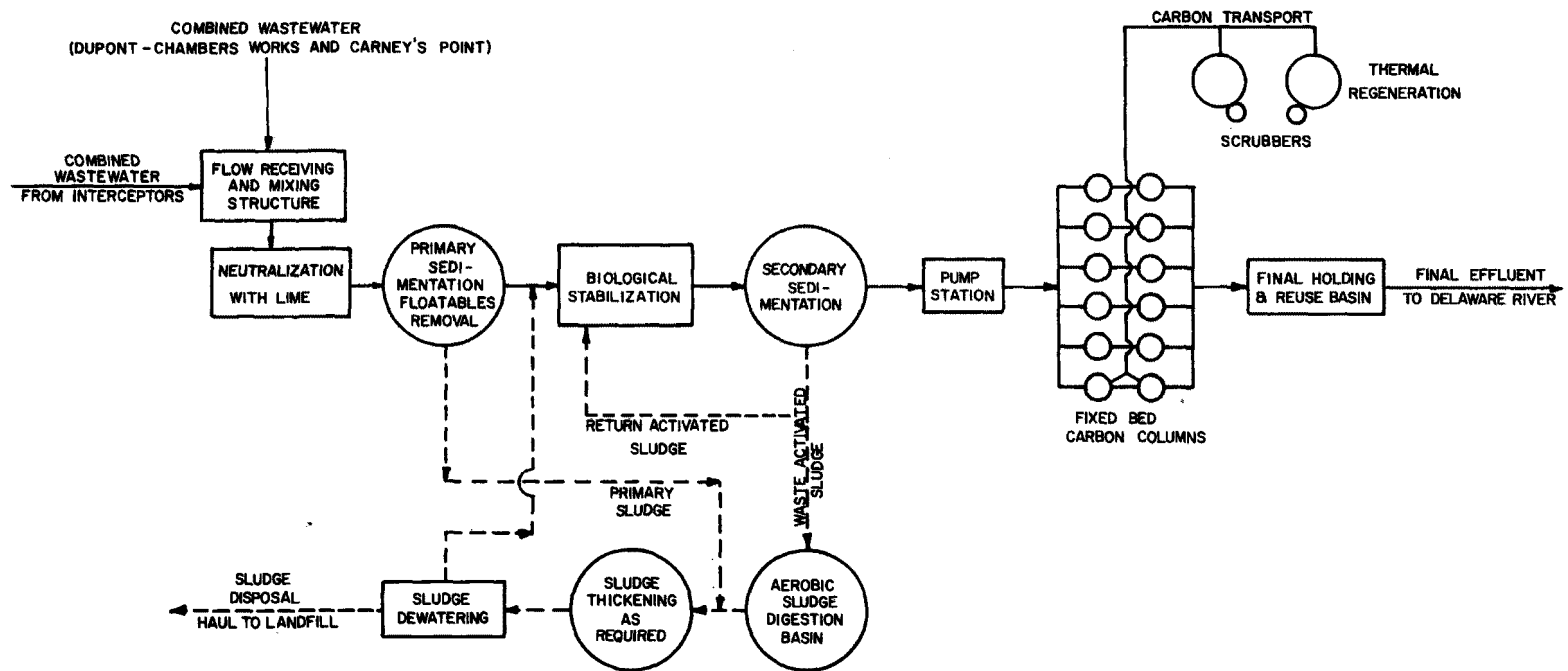 COMBINED WASTEWATER
(DUPONT-CHAMBERS WORKS AND CARNEY'S POINT)
COMBINED
WASTEWATER
FROM INTERCEPTORS
FLOW RECEIVING
AND MIXING
STRUCTURE
NEUTRALIZATION
WITH LIME
PRIMARY
SEDI-
MENTATION
FLOATABLES
REMOVAL
BIOLOGICAL
STABILIZATION
SECONDARY
SEDI-
MENTATION
PUMP
STATION
CARBON TRANSPORT
THERMAL
REGENERATION
SCRUBBERS
FIXED BED
CARBON COLUMNS
FINAL HOLDING
& REUSE BASIN
FINAL EFFLUENT
TO DELAWARE RIVER
RETURN ACTIVATED
SLUDGE
WASTE ACTIVATED
SLUDGE
PRIMARY
SLUDGE
SLUDGE
DISPOSAL
HAUL TO LANDFILL
SLUDGE
DEWATERING
SLUDGE
THICKENING
AS
REQUIRED
AEROBIC
SLUDGE
DIGESTION
BASIN